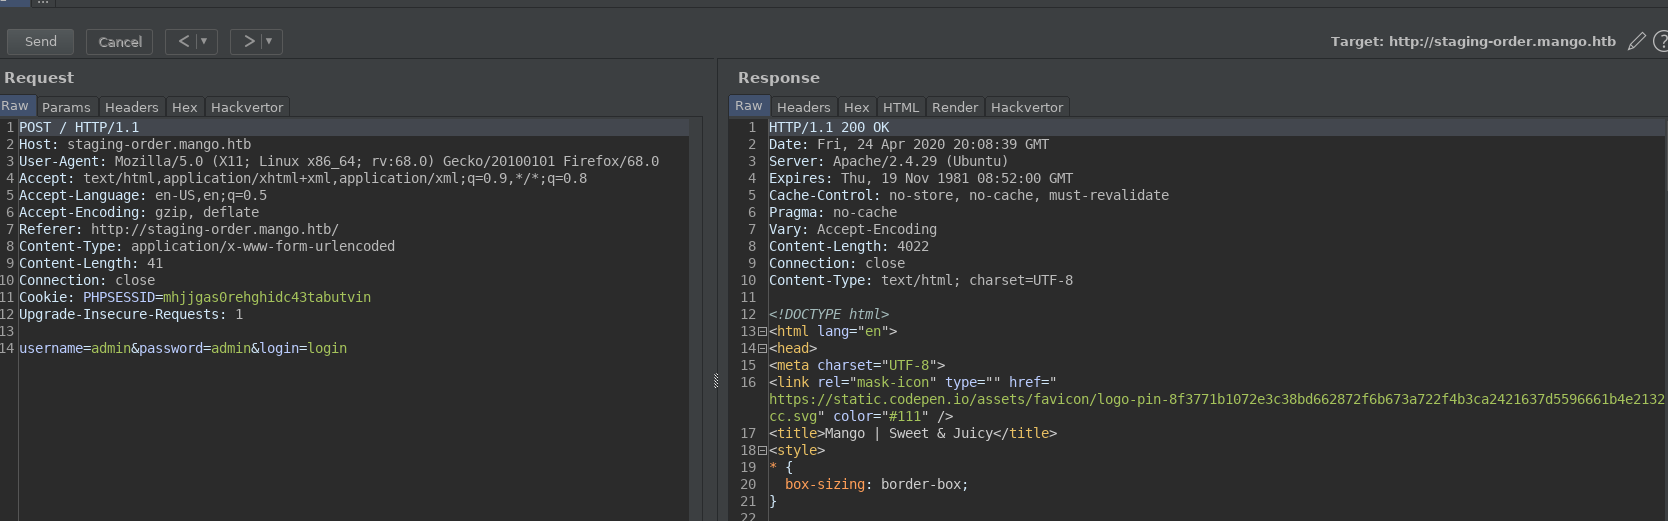 ...
Send
Cancel
< | ▼
> | ▼
Target: http://staging-order.mango.htb
?
Request
Raw Params Headers Hex Hackvertor
1 POST / HTTP/1.1
2 Host: staging-order.mango.htb
3 User-Agent: Mozilla/5.0 (X11; Linux x86_64; rv:68.0) Gecko/20100101 Firefox/68.0
4 Accept: text/html,application/xhtml+xml,application/xml;q=0.9,*/*;q=0.8
5 Accept-Language: en-US,en;q=0.5
6 Accept-Encoding: gzip, deflate
7 Referer: http://staging-order.mango.htb/
8 Content-Type: application/x-www-form-urlencoded
9 Content-Length: 41
10 Connection: close
11 Cookie: PHPSESSID=mhjjgas0rehghidc43tabutvin
12 Upgrade-Insecure-Requests: 1
13
14 username=admin&password=admin&login=login
Response
Raw Headers Hex HTML Render Hackvertor
1 HTTP/1.1 200 OK
2 Date: Fri, 24 Apr 2020 20:08:39 GMT
3 Server: Apache/2.4.29 (Ubuntu)
4 Expires: Thu, 19 Nov 1981 08:52:00 GMT
5 Cache-Control: no-store, no-cache, must-revalidate
6 Pragma: no-cache
7 Vary: Accept-Encoding
8 Content-Length: 4022
9 Connection: close
10 Content-Type: text/html; charset=UTF-8
11
12 <!DOCTYPE html>
13 <html lang="en">
14 <head>
15 <meta charset="UTF-8">
16 <link rel="mask-icon" type="" href="
https://static.codepen.io/assets/favicon/logo-pin-8f3771b1072e3c38bd662872f6b673a722f4b3ca2421637d5596661b4e2132
cc.svg" color="#111" />
17 <title>Mango | Sweet & Juicy</title>
18 <style>
19 * {
20 box-sizing: border-box;
21 }
22